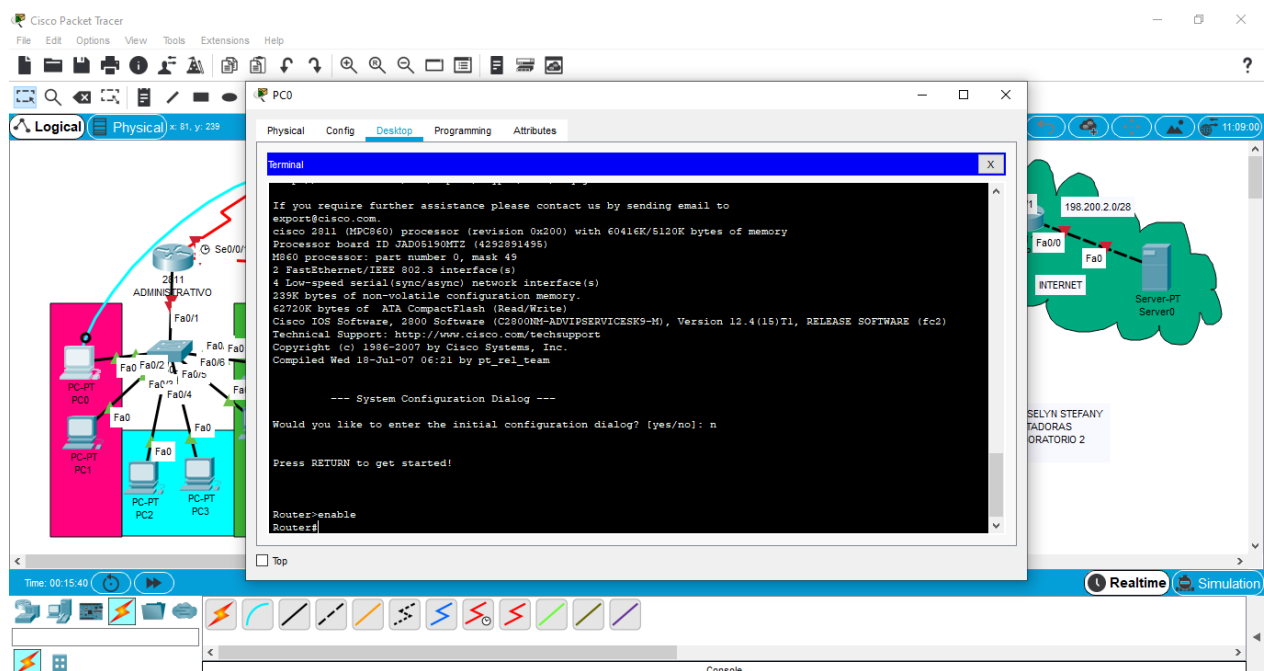 Cisco Packet Tracer
File Edit Options View Tools Extensions Help
PC0
Logical
Physical
x: 81, y: 239
11:09:00
Physical Config Desktop Programming Attributes
Terminal
X
If you require further assistance please contact us by sending email to
export@cisco.com.
cisco 2811 (MPC860) processor (revision 0x200) with 60416K/5120K bytes of memory
Processor board ID JAD05190MTZ (4292891495)
M860 processor: part number 0, mask 49
2 FastEthernet/IEEE 802.3 interface(s)
4 Low-speed serial(sync/async) network interface(s)
239K bytes of non-volatile configuration memory.
62720K bytes of ATA CompactFlash (Read/Write)
Cisco IOS Software, 2800 Software (C2800NM-ADVIPSERVICESK9-M), Version 12.4(15)T1, RELEASE SOFTWARE (fc2)
Technical Support: http://www.cisco.com/techsupport
Copyright (c) 1986-2007 by Cisco Systems, Inc.
Compiled Wed 18-Jul-07 06:21 by pt_rel_team
--- System Configuration Dialog ---
Would you like to enter the initial configuration dialog? [yes/no]: n
Press RETURN to get started!
Router>enable
Router#
Top
Se0/0/
2811
ADMINISTRATIVO
Fa0/1
Fa0
Fa0
Fa0
Fa0/2
Fa0/6
Fa0/5
Fa0/4
PC-PT
PC0
Fa0
Fa0
Fa0
PC-PT
PC1
PC-PT
PC2
PC-PT
PC3
198.200.2.0/28
Fa0/0
Fa0
INTERNET
Server-PT
Server0
SELYN STEFANY
TADORAS
ORATORIO 2
Time: 00:15:40
Realtime
Simulation
Console